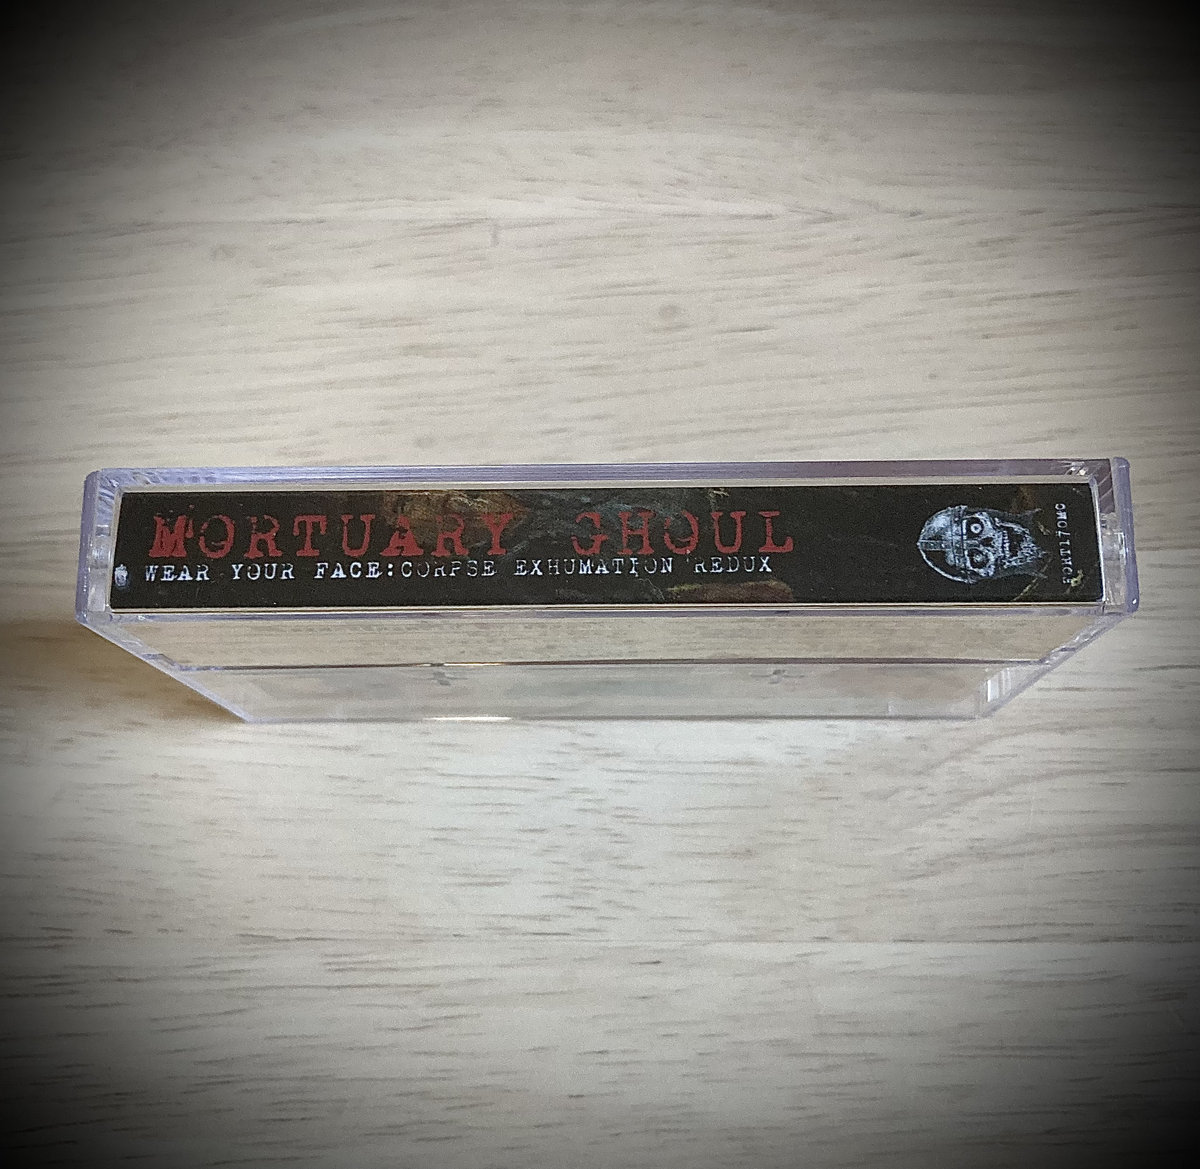 MORTUARY GHOUL
WEAR YOUR FACE:CORPSE EXHUMATION REDUX